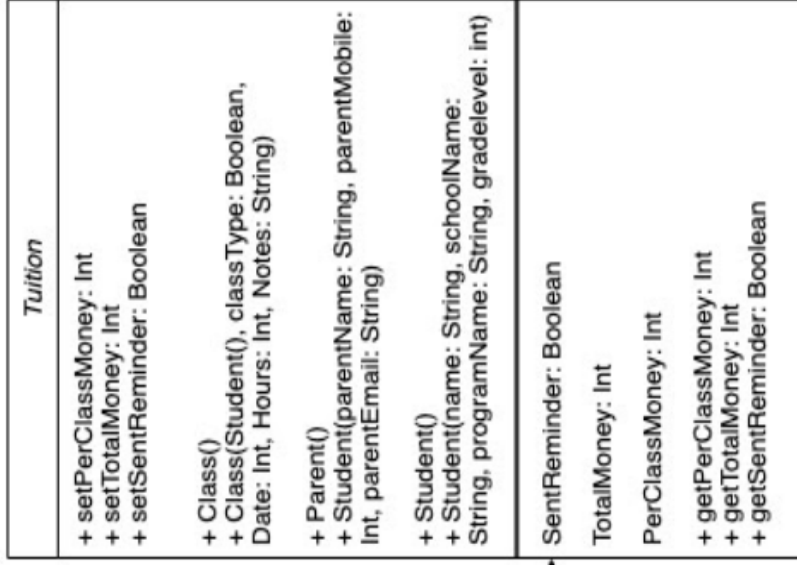 Tuition
+ setPerClassMoney: Int
+ setTotalMoney: Int
+ setSentReminder: Boolean
+ Class()
+ Class(Student(), classType: Boolean,
Date: Int, Hours: Int, Notes: String)
+ Parent()
+ Student(parentName: String, parentMobile:
Int, parentEmail: String)
+ Student()
+ Student(name: String, schoolName:
String, programName: String, gradelevel: int)
SentReminder: Boolean
TotalMoney: Int
PerClassMoney: Int
+ getPerClassMoney: Int
+ getTotalMoney: Int
+ getSentReminder: Boolean